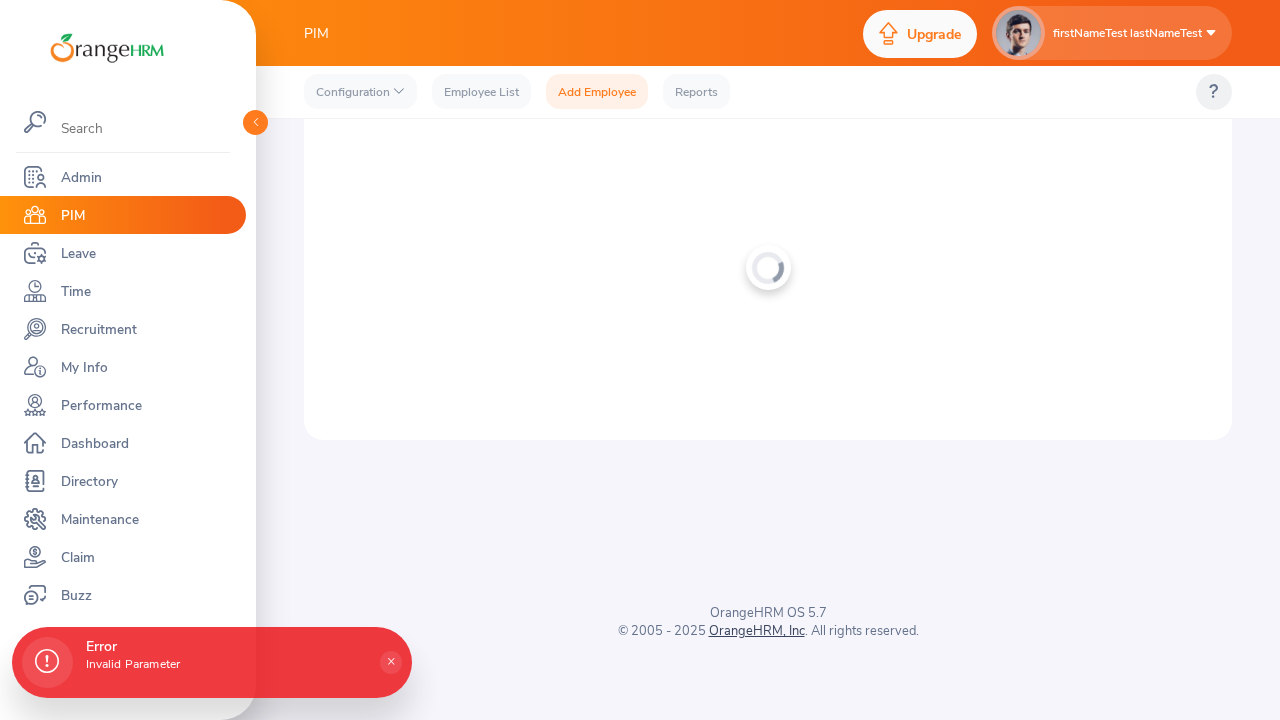 OrangeHRM
PIM
Upgrade
firstNameTest lastNameTest
Configuration
Employee List
Add Employee
Reports
?
Search
Admin
PIM
Leave
Time
Recruitment
My Info
Performance
Dashboard
Directory
Maintenance
Claim
Buzz
Error
Invalid Parameter
×
OrangeHRM OS 5.7
© 2005 - 2025 OrangeHRM, Inc. All rights reserved.